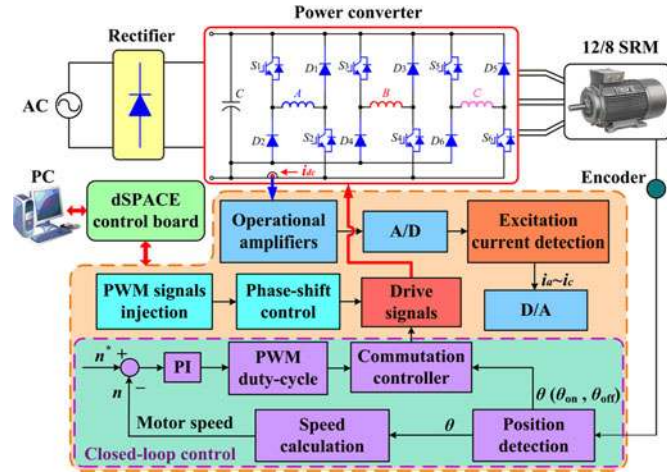 Power converter
Rectifier
12/8 SRM
AC
C
S1
D1
S3
D3
S5
D5
A
B
C
D2
S2
D4
S4
D6
S6
idc
PC
Encoder
dSPACE
control board
Operational
amplifiers
A/D
Excitation
current detection
ia~ic
PWM signals
injection
Phase-shift
control
Drive
signals
D/A
n* +
n −
PI
PWM
duty-cycle
Commutation
controller
θ (θon , θoff)
Motor speed
Speed
calculation
θ
Position
detection
Closed-loop control